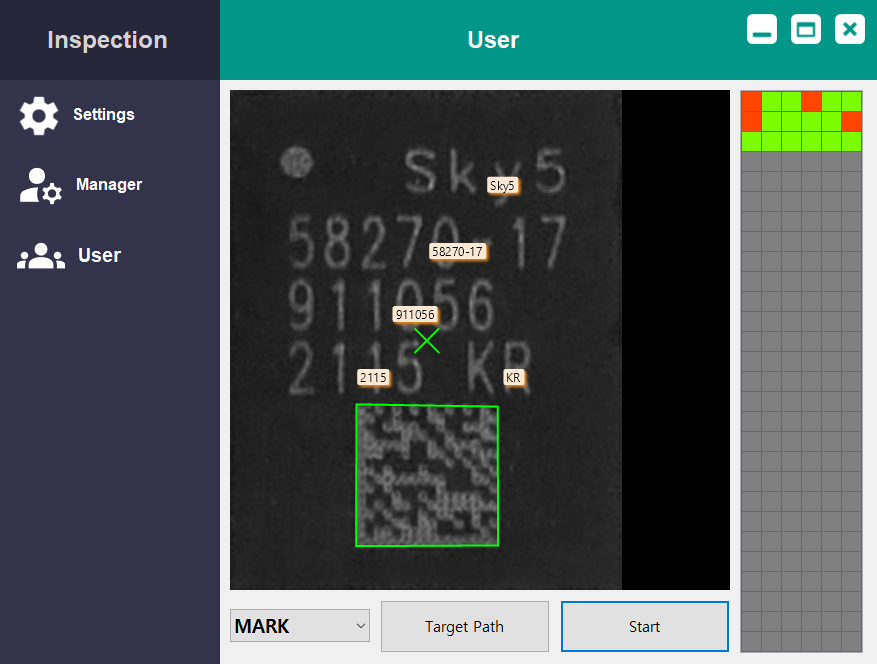 Inspection
User
Settings
Manager
User
Sky5
Sky5
58270-17
58270-17
911056
911056
2115 KR
2115
KR
MARK
Target Path
Start